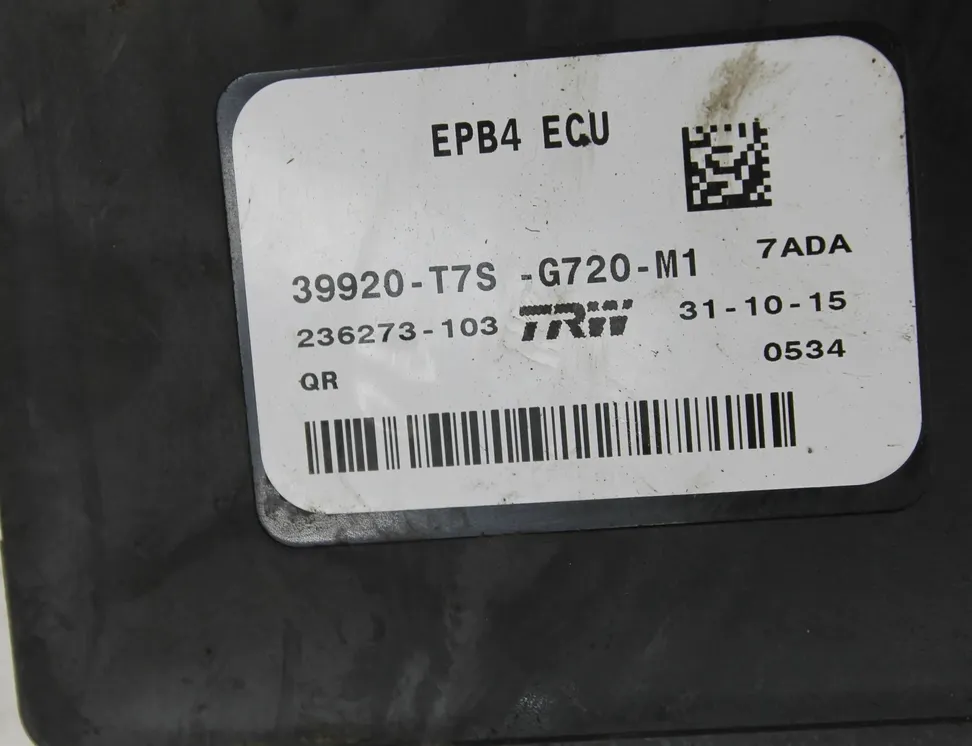 EPB4 ECU
39920-T7S -G720-M1 7ADA
236273-103 TRW 31-10-15
QR 0534